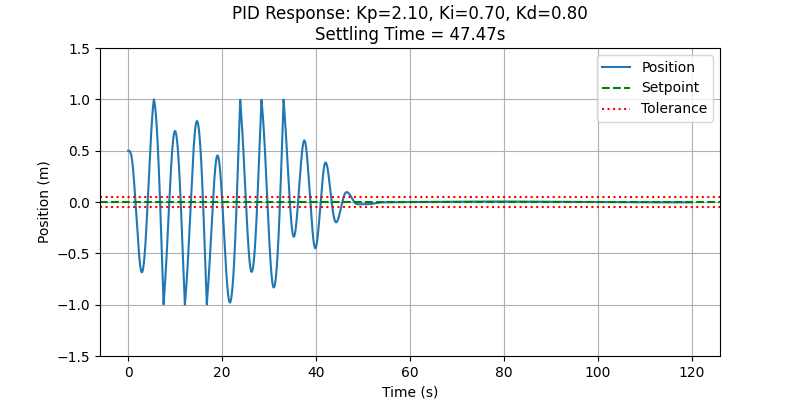 PID Response: Kp=2.10, Ki=0.70, Kd=0.80
Settling Time = 47.47s
1.5
1.0
0.5
0.0
−0.5
−1.0
−1.5
Position (m)
Position
Setpoint
Tolerance
0 20 40 60 80 100 120
Time (s)